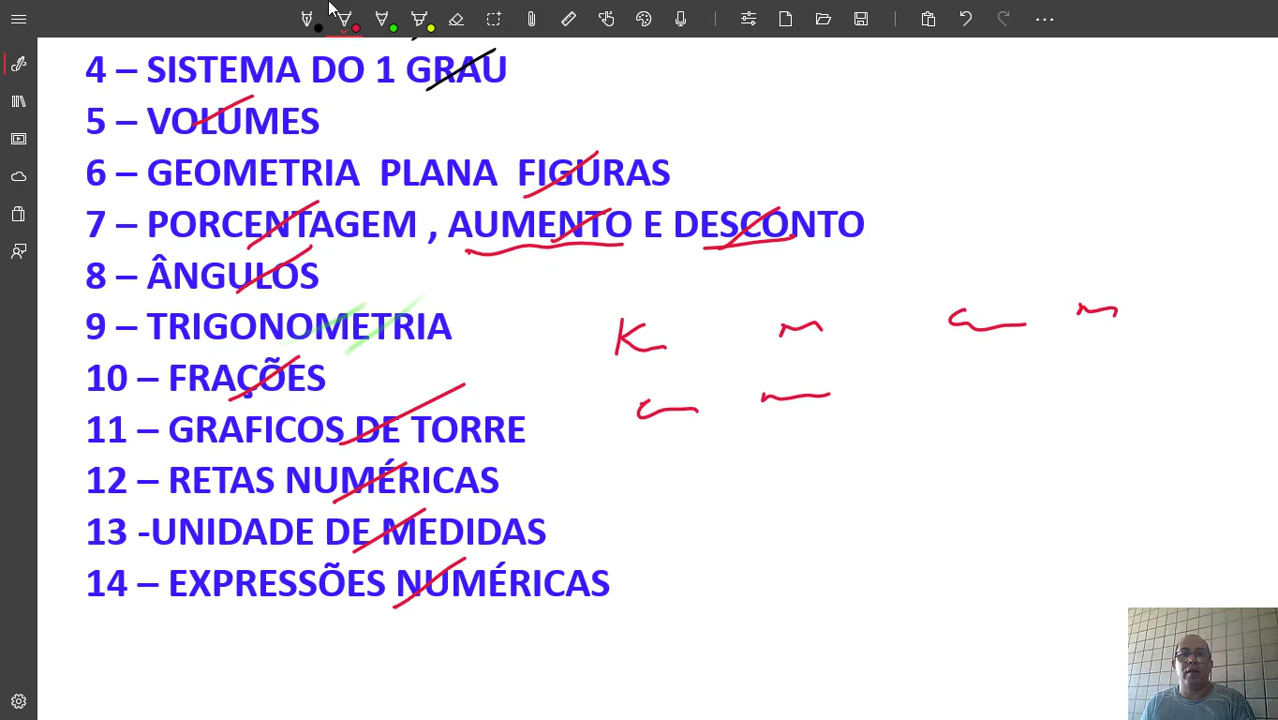 4 – SISTEMA DO 1 GRAU
5 – VOLUMES
6 – GEOMETRIA PLANA FIGURAS
7 – PORCENTAGEM , AUMENTO E DESCONTO
8 – ÂNGULOS
9 – TRIGONOMETRIA
10 – FRAÇÕES
11 – GRAFICOS DE TORRE
12 – RETAS NUMÉRICAS
13 -UNIDADE DE MEDIDAS
14 – EXPRESSÕES NUMÉRICAS